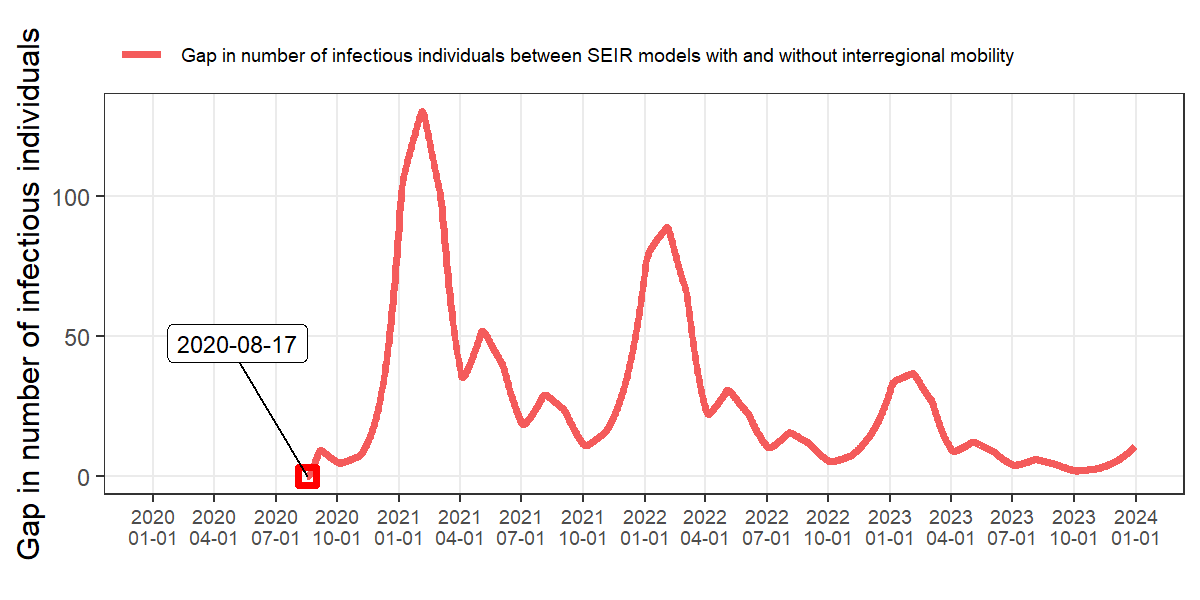 Gap in number of infectious individuals between SEIR models with and without interregional mobility
Gap in number of infectious individuals
100
50
0
2020-08-17
2020 2020 2020 2020 2021 2021 2021 2021 2022 2022 2022 2022 2023 2023 2023 2023 2024
01-01 04-01 07-01 10-01 01-01 04-01 07-01 10-01 01-01 04-01 07-01 10-01 01-01 04-01 07-01 10-01 01-01